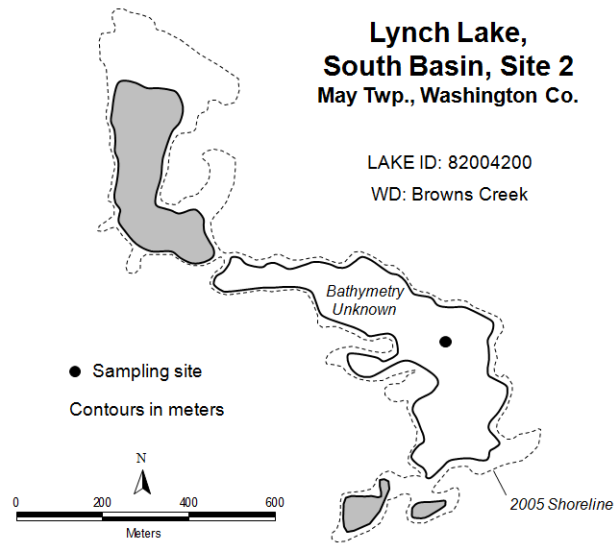 Lynch Lake,
South Basin, Site 2
May Twp., Washington Co.
LAKE ID: 82004200
WD: Browns Creek
Bathymetry
Unknown
Sampling site
Contours in meters
N
0 200 400 600
Meters
2005 Shoreline